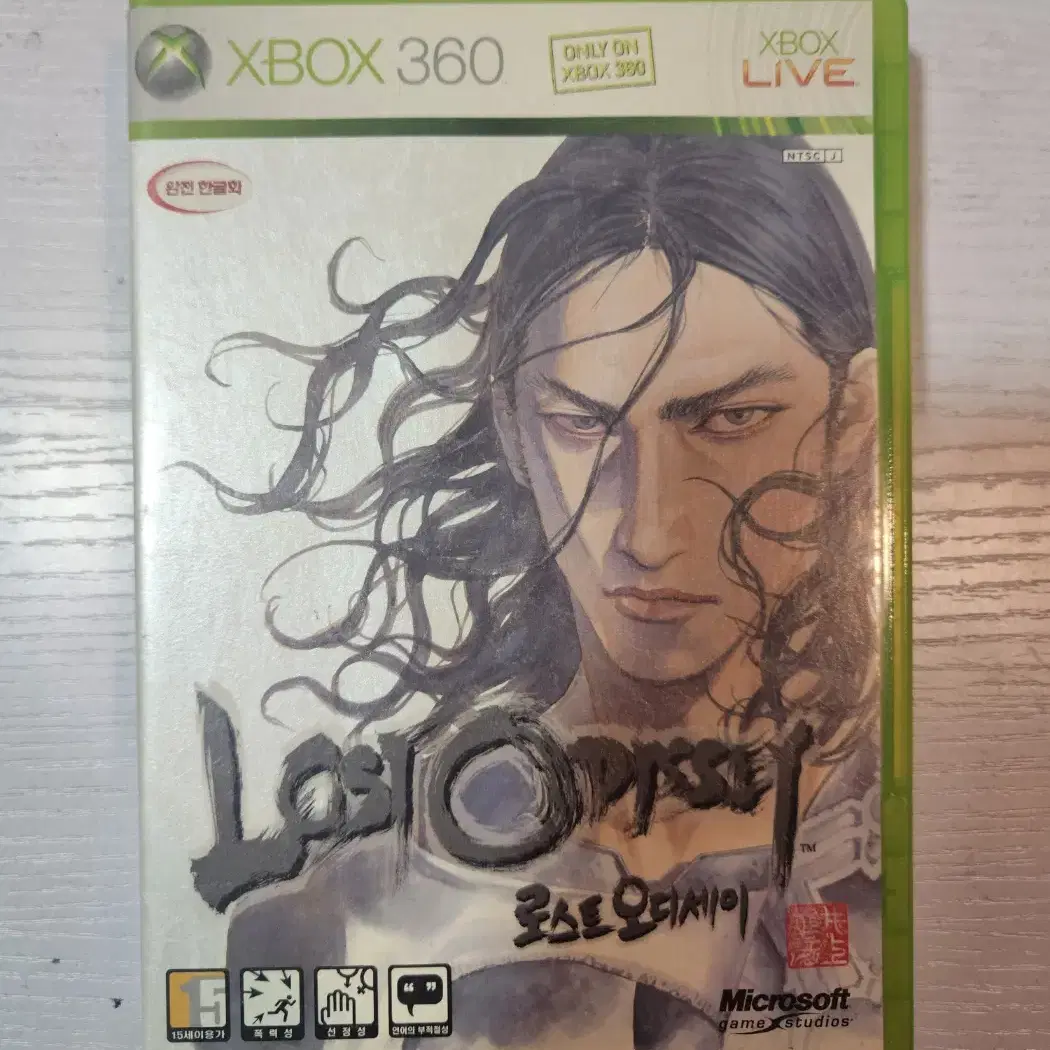 XBOX 360
ONLY ON
XBOX 360
XBOX
LIVE
NTSC J
완전 한글화
LOST ODYSSEY™
로스트 오디세이
15
15세이용가
폭력성
선정성
언어의 부적절성
Microsoft
game studios